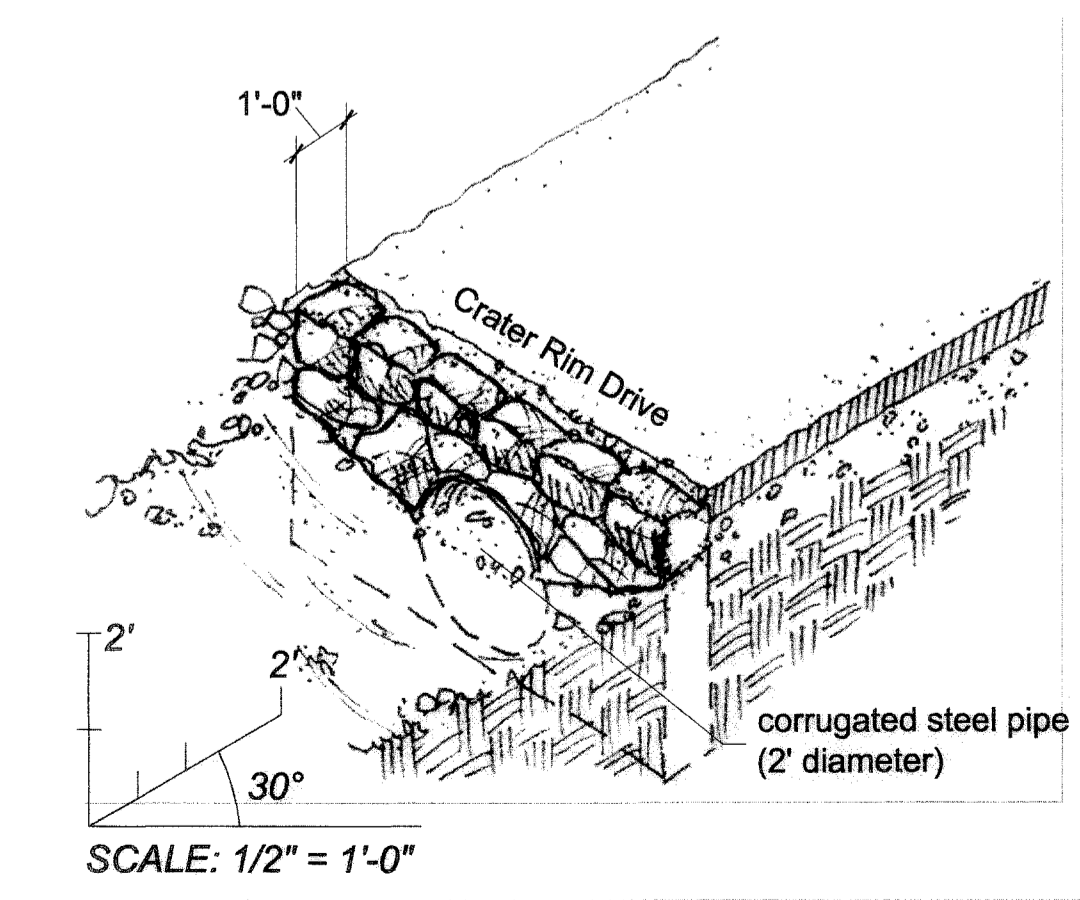 1'-0"
Crater Rim Drive
2'
2'
30°
corrugated steel pipe
(2' diameter)
SCALE: 1/2" = 1'-0"